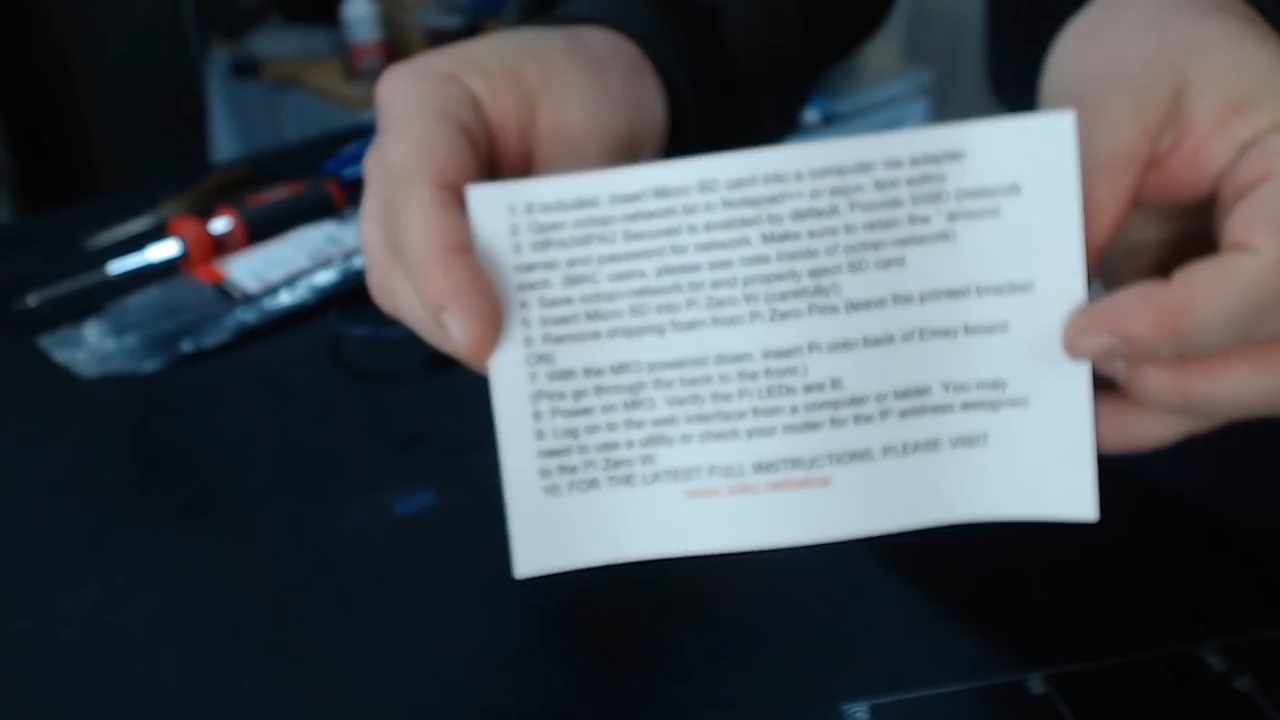 1. If included, insert Micro SD card into a computer via adapter
2. Open octopi-network.txt in Notepad++ or equiv. text editor
3. WPA/WPA2 Secured is enabled by default. Provide SSID (network
name) and password for network. Make sure to retain the " around
them. (MAC users, please see note inside of octopi-network)
4. Save octopi-network.txt and properly eject SD card
5. Insert Micro SD into Pi Zero W (carefully!)
6. Remove shipping foam from Pi Zero Pins (leave the printed
ON)
7. With the MK3 powered down, insert Pi onto back of Einsy board
(Pins go through the back to the front.)
8. Power on MK3. Verify the Pi LEDs are lit.
9. Log on to the web interface from a computer or tablet. You may
need to use a utility or check your router for the IP address assigned
to the Pi Zero W.
10. FOR THE LATEST FULL INSTRUCTIONS, PLEASE VISIT